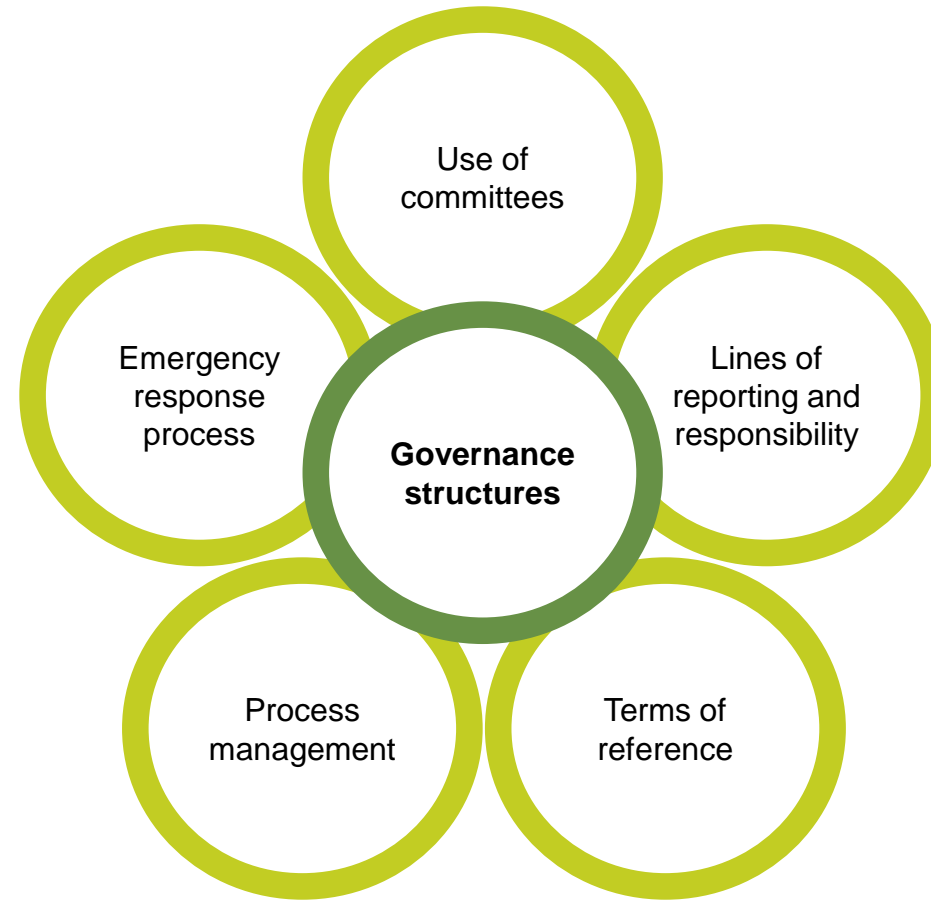 Use of
committees
Emergency
response
process
Lines of
reporting and
responsibility
Governance
structures
Process
management
Terms of
reference